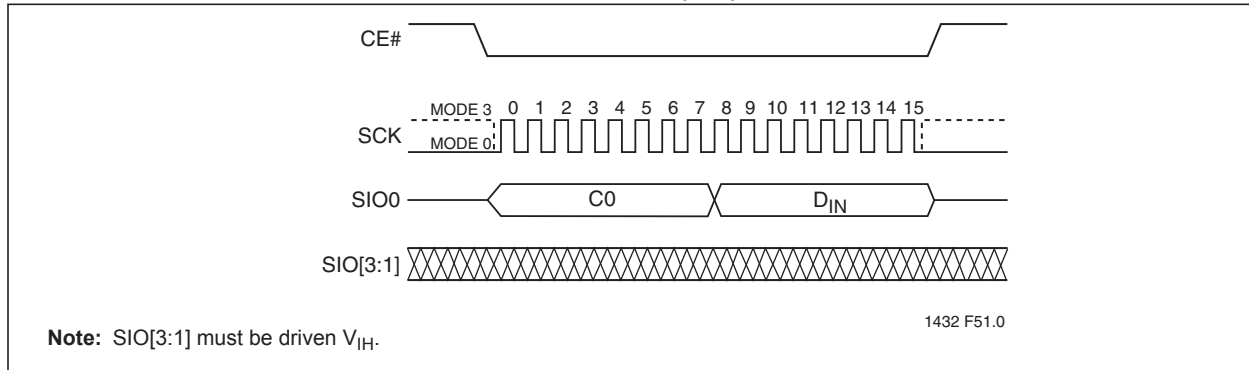 CE#
MODE 3 0 1 2 3 4 5 6 7 8 9 10 11 12 13 14 15
SCK
MODE 0
SIO0 C0 DIN
SIO[3:1]
1432 F51.0
Note: SIO[3:1] must be driven VIH.